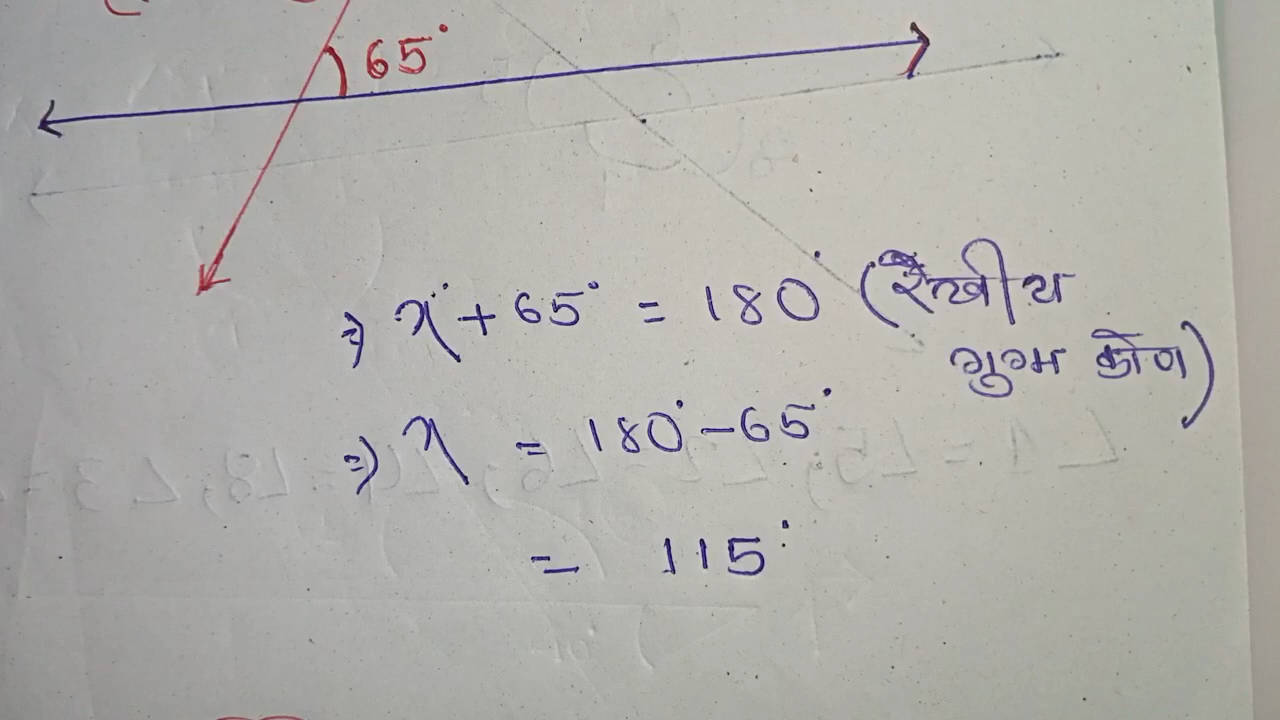 65°
⇒ x° + 65° = 180° (रैखीय
युग्म कोण)
⇒ x = 180° – 65°
= 115°